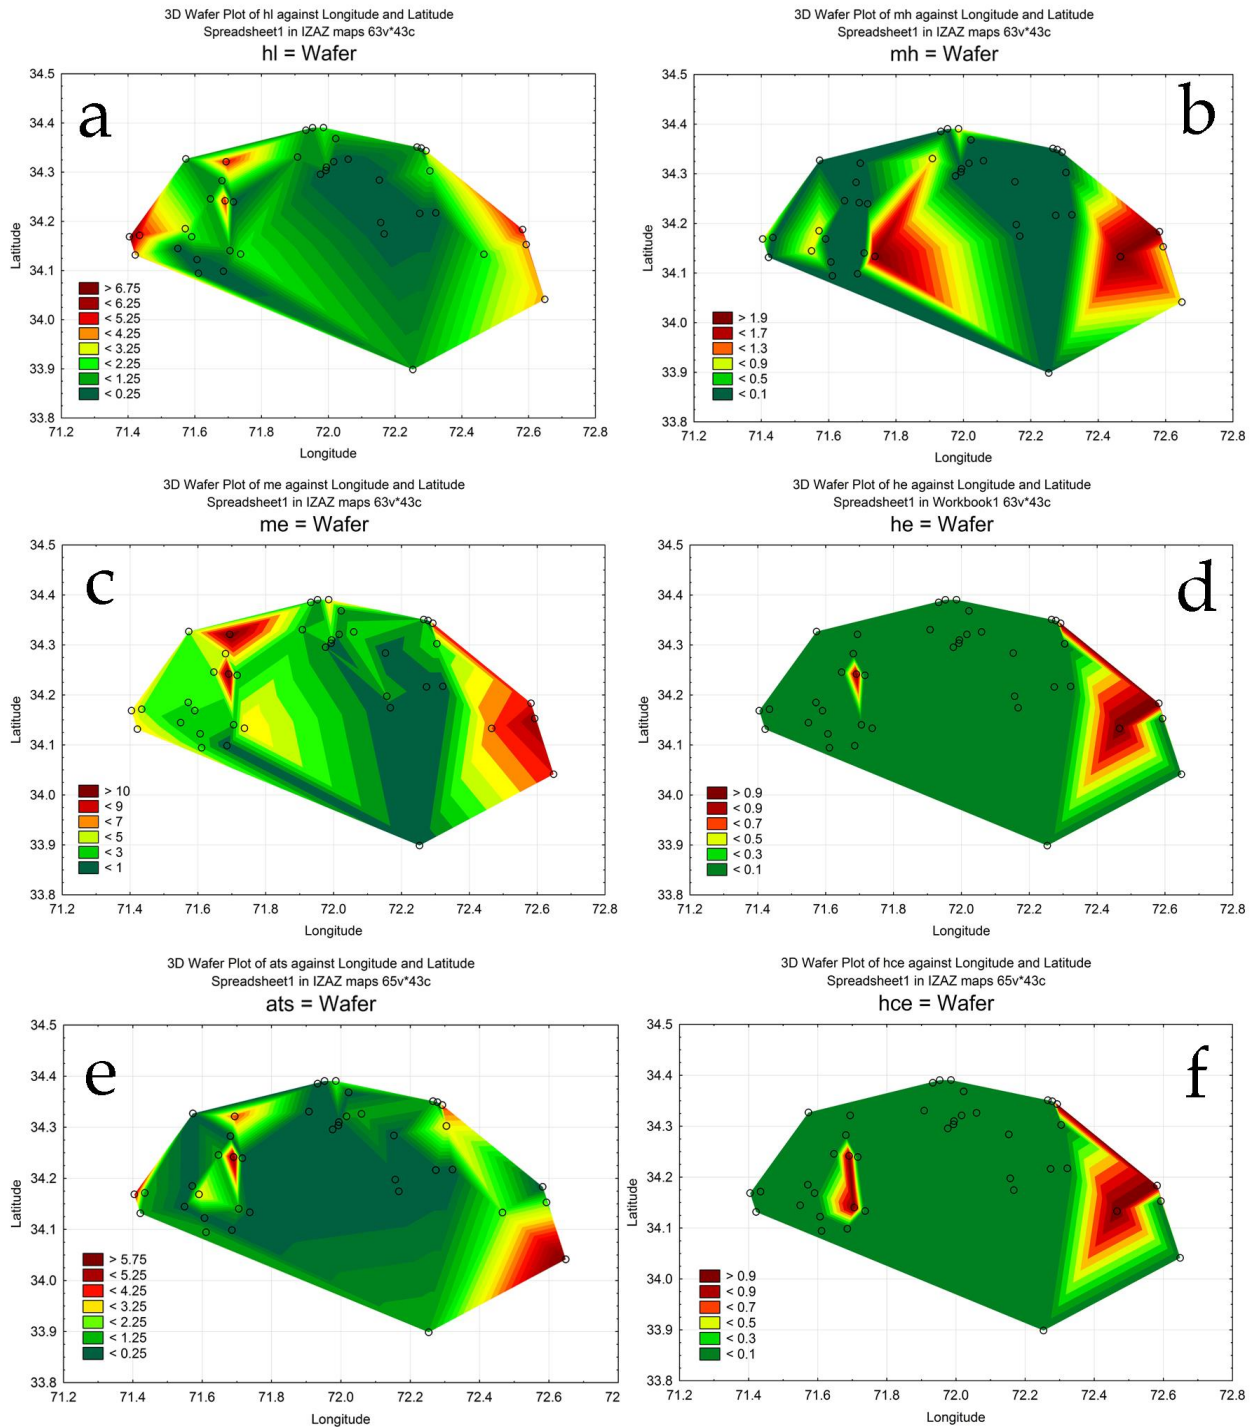 3D Wafer Plot of hl against Longitude and Latitude
Spreadsheet1 in IZAZ maps 63v*43c
hl = Wafer
a
34.5
34.4
34.3
34.2
34.1
34.0
33.9
33.8
Latitude
> 6.75
< 6.25
< 5.25
< 4.25
< 3.25
< 2.25
< 1.25
< 0.25
71.2 71.4 71.6 71.8 72.0 72.2 72.4 72.6 72.8
Longitude
3D Wafer Plot of mh against Longitude and Latitude
Spreadsheet1 in IZAZ maps 63v*43c
mh = Wafer
b
34.5
34.4
34.3
34.2
34.1
34.0
33.9
33.8
Latitude
> 1.9
< 1.7
< 1.3
< 0.9
< 0.5
< 0.1
71.2 71.4 71.6 71.8 72.0 72.2 72.4 72.6 72.8
Longitude
3D Wafer Plot of me against Longitude and Latitude
Spreadsheet1 in IZAZ maps 63v*43c
me = Wafer
c
34.5
34.4
34.3
34.2
34.1
34.0
33.9
33.8
Latitude
> 10
< 9
< 7
< 5
< 3
< 1
71.2 71.4 71.6 71.8 72.0 72.2 72.4 72.6 72.8
Longitude
3D Wafer Plot of he against Longitude and Latitude
Spreadsheet1 in Workbook1 63v*43c
he = Wafer
d
34.5
34.4
34.3
34.2
34.1
34.0
33.9
33.8
Latitude
> 0.9
< 0.9
< 0.7
< 0.5
< 0.3
< 0.1
71.2 71.4 71.6 71.8 72.0 72.2 72.4 72.6 72.8
Longitude
3D Wafer Plot of ats against Longitude and Latitude
Spreadsheet1 in IZAZ maps 65v*43c
ats = Wafer
e
34.5
34.4
34.3
34.2
34.1
34.0
33.9
33.8
Latitude
> 5.75
< 5.25
< 4.25
< 3.25
< 2.25
< 1.25
< 0.25
71.2 71.4 71.6 71.8 72.0 72.2 72.4 72.6 72
Longitude
3D Wafer Plot of hce against Longitude and Latitude
Spreadsheet1 in IZAZ maps 65v*43c
hce = Wafer
f
34.5
34.4
34.3
34.2
34.1
34.0
33.9
33.8
Latitude
> 0.9
< 0.9
< 0.7
< 0.5
< 0.3
< 0.1
71.2 71.4 71.6 71.8 72.0 72.2 72.4 72.6 72.8
Longitude